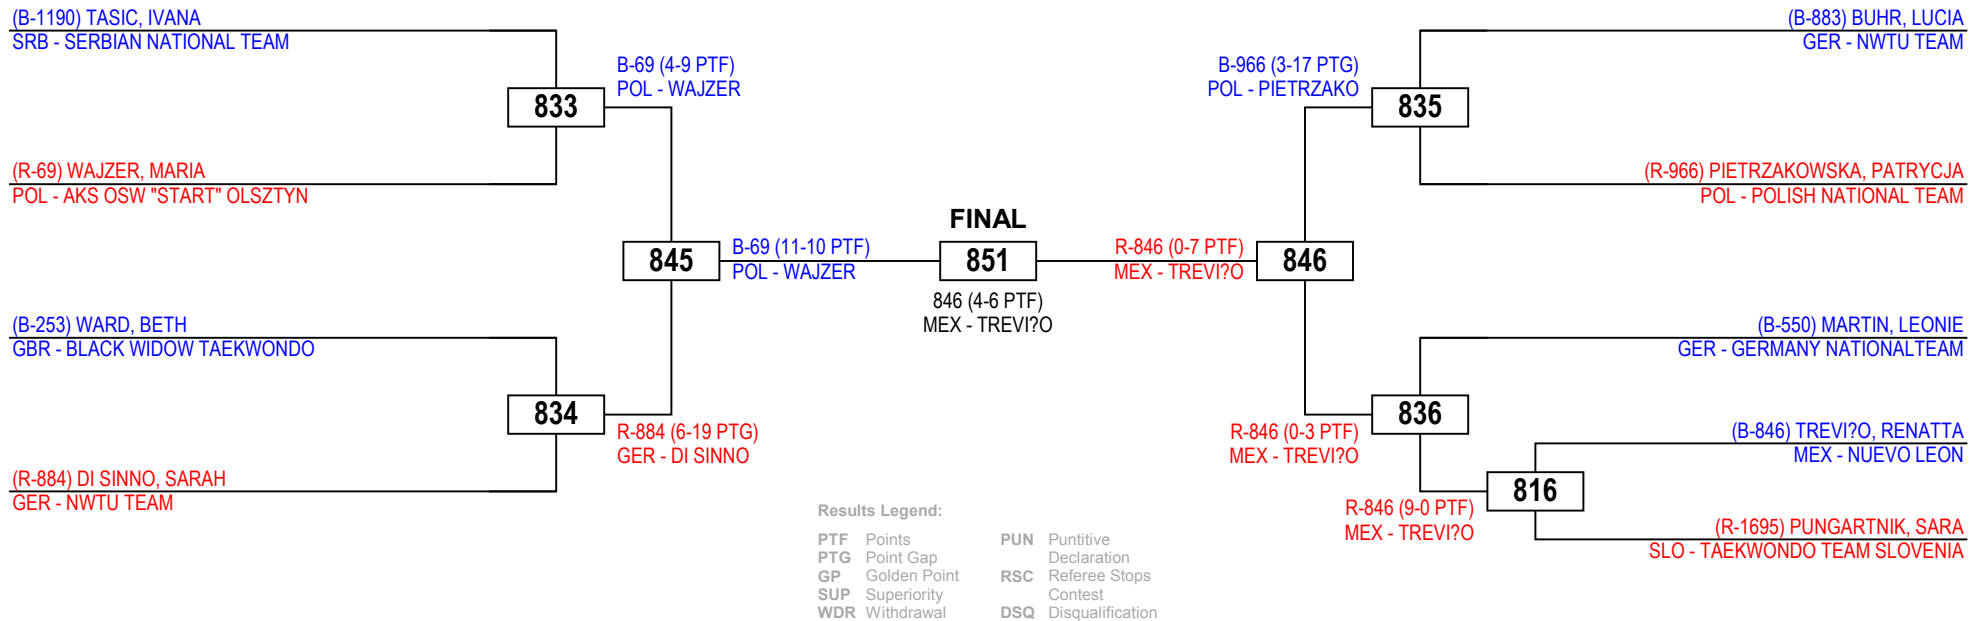 (B-1190) TASIC, IVANA
SRB - SERBIAN NATIONAL TEAM
(R-69) WAJZER, MARIA
POL - AKS OSW "START" OLSZTYN
(B-253) WARD, BETH
GBR - BLACK WIDOW TAEKWONDO
(R-884) DI SINNO, SARAH
GER - NWTU TEAM
833
834
B-69 (4-9 PTF)
POL - WAJZER
R-884 (6-19 PTG)
GER - DI SINNO
845
B-69 (11-10 PTF)
POL - WAJZER
FINAL
851
846 (4-6 PTF)
MEX - TREVI?O
R-846 (0-7 PTF)
MEX - TREVI?O
846
B-966 (3-17 PTG)
POL - PIETRZAKO
R-846 (0-3 PTF)
MEX - TREVI?O
835
836
R-846 (9-0 PTF)
MEX - TREVI?O
816
(B-883) BUHR, LUCIA
GER - NWTU TEAM
(R-966) PIETRZAKOWSKA, PATRYCJA
POL - POLISH NATIONAL TEAM
(B-550) MARTIN, LEONIE
GER - GERMANY NATIONALTEAM
(B-846) TREVI?O, RENATTA
MEX - NUEVO LEON
(R-1695) PUNGARTNIK, SARA
SLO - TAEKWONDO TEAM SLOVENIA
Results Legend:
PTF Points
PTG Point Gap
GP Golden Point
SUP Superiority
WDR Withdrawal
PUN Puntitive
Declaration
RSC Referee Stops
Contest
DSQ Disqualification